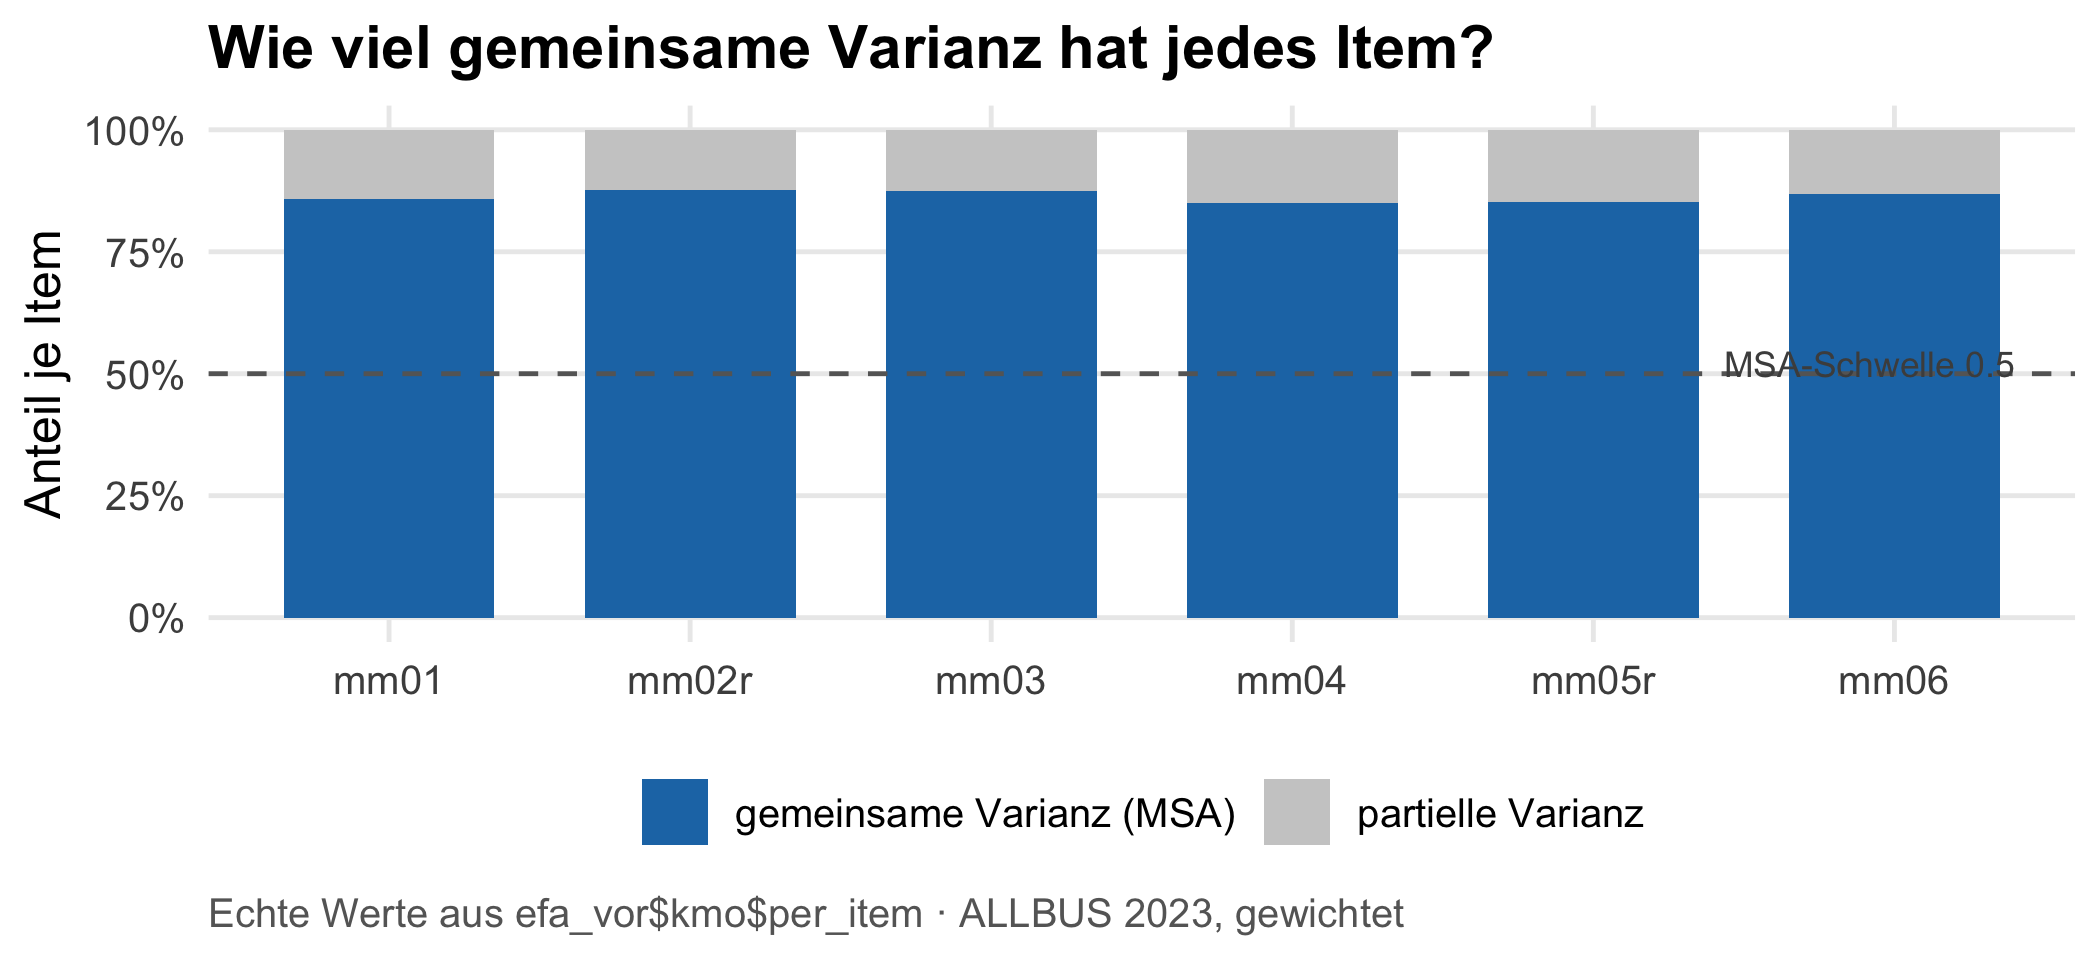 Wie viel gemeinsame Varianz hat jedes Item?
Anteil je Item
100%
75%
50%
25%
0%
MSA-Schwelle 0.5
mm01 mm02r mm03 mm04 mm05r mm06
gemeinsame Varianz (MSA) partielle Varianz
Echte Werte aus efa_vor$kmo$per_item · ALLBUS 2023, gewichtet